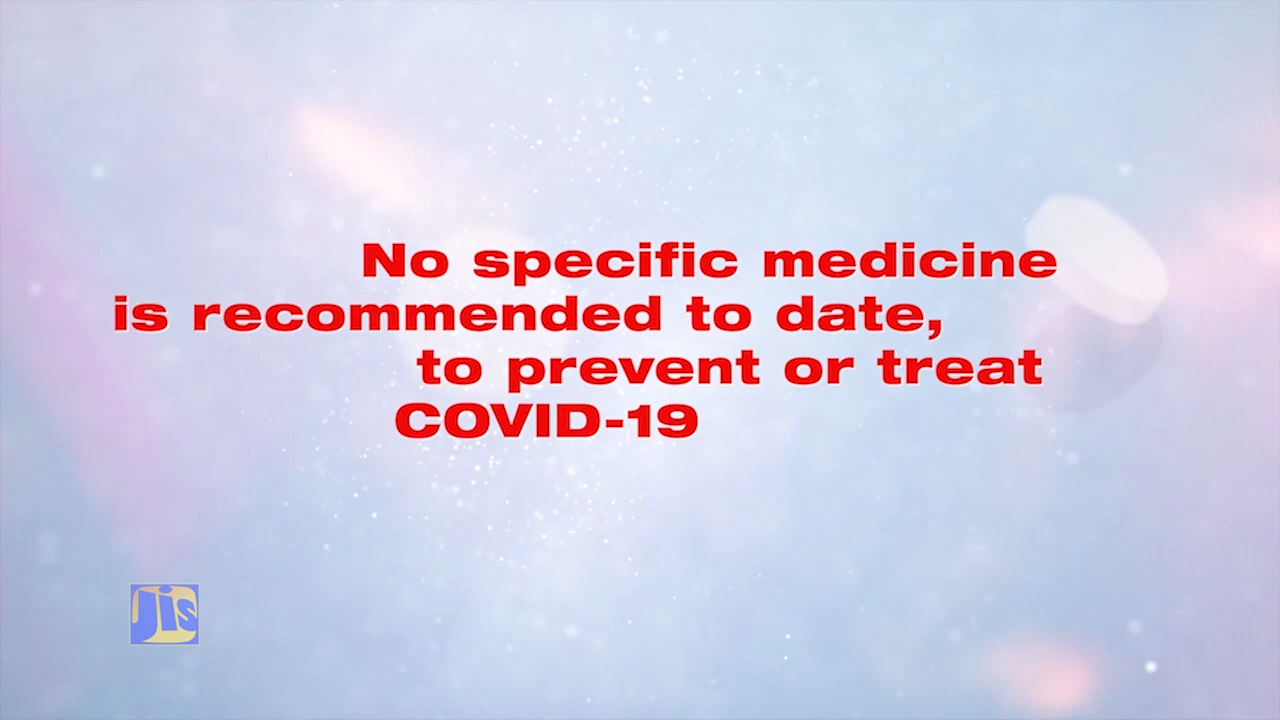 No specific medicine
is recommended to date,
to prevent or treat
COVID-19
Jis